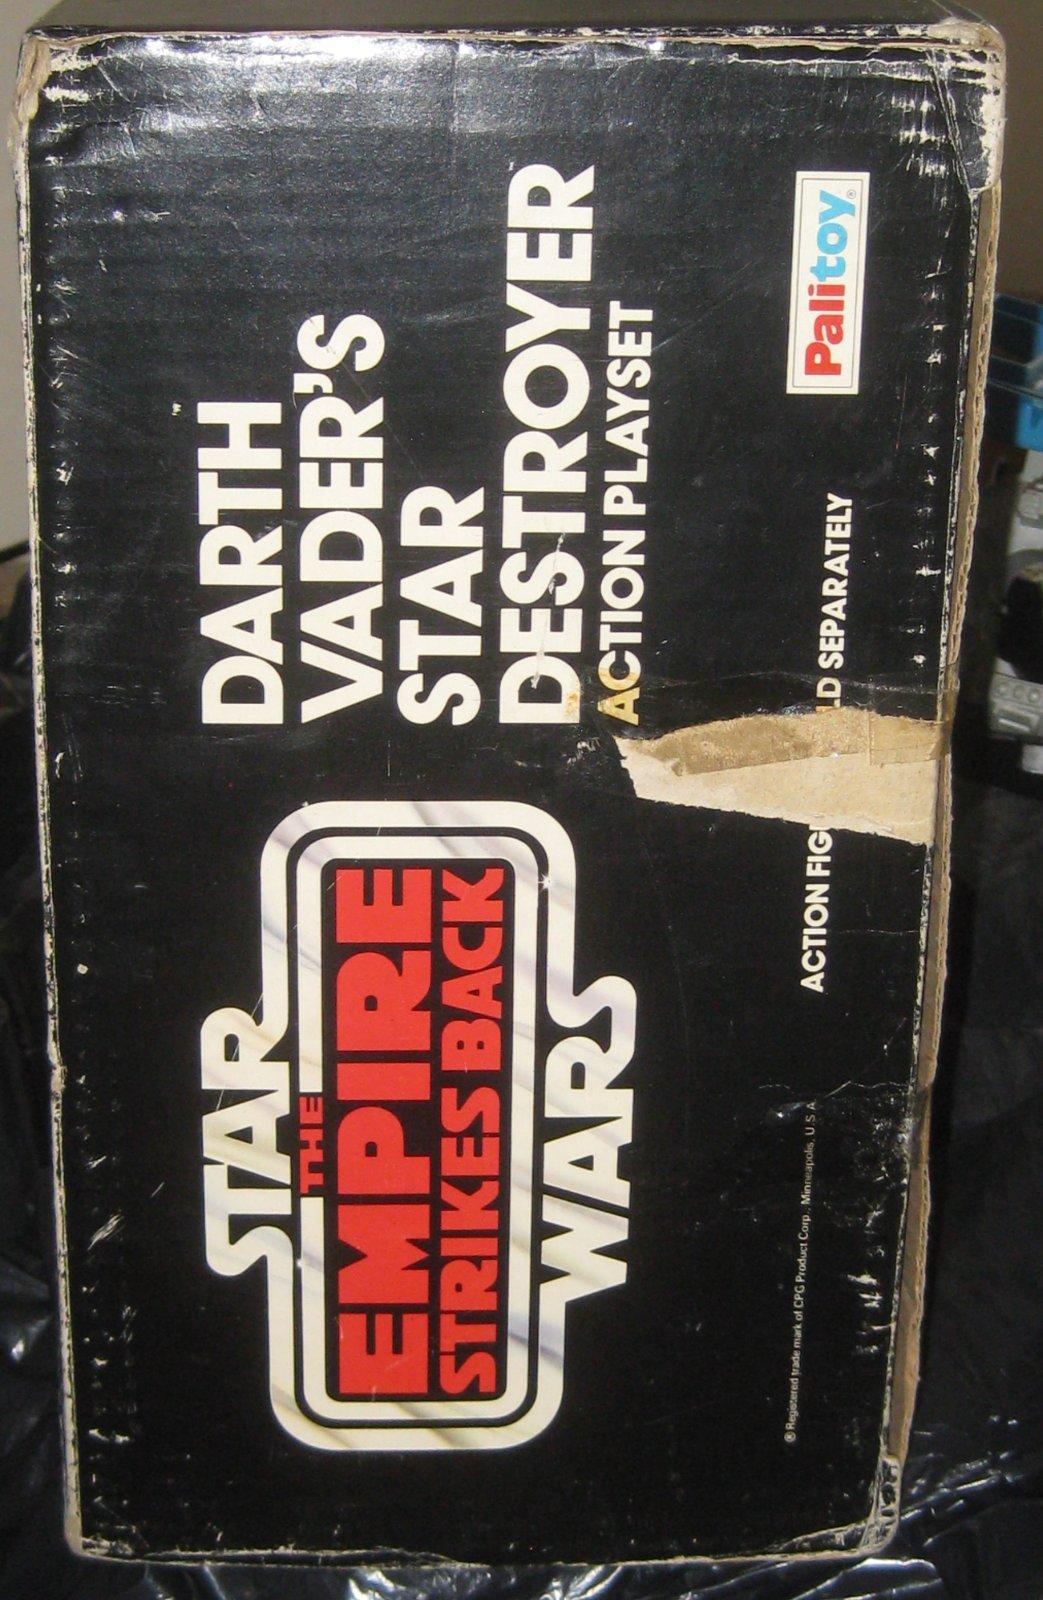 STAR
THE
EMPIRE
STRIKES BACK
WARS
DARTH
VADER'S
STAR
DESTROYER
ACTION PLAYSET
ACTION FIG LD SEPARATELY
Palitoy®
® Registered trade mark of CPG Product Corp., Minneapolis, U S A